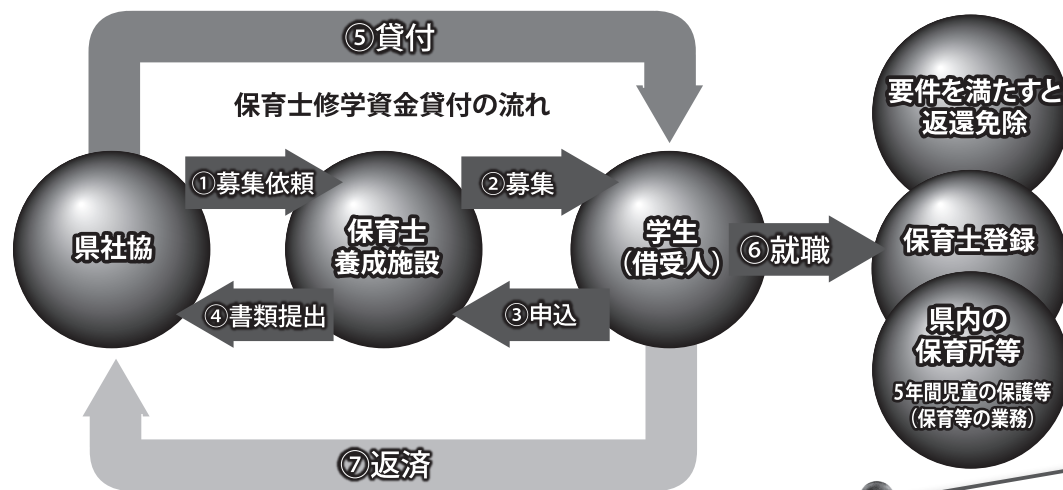 ⑤貸付
保育士修学資金貸付の流れ
①募集依頼
②募集
県社協
保育士
養成施設
学生
（借受人）
④書類提出
③申込
⑥就職
⑦返済
要件を満たすと
返還免除
保育士登録
県内の
保育所等
5年間児童の保護等
（保育等の業務）